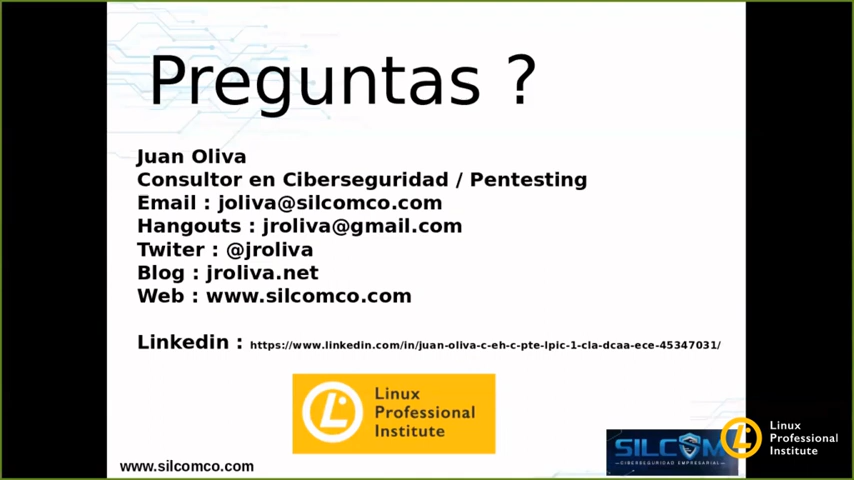 Preguntas ?
Juan Oliva
Consultor en Ciberseguridad / Pentesting
Email : joliva@silcomco.com
Hangouts : jroliva@gmail.com
Twiter : @jroliva
Blog : jroliva.net
Web : www.silcomco.com
Linkedin : https://www.linkedin.com/in/juan-oliva-c-eh-c-pte-lpic-1-cla-dcaa-ece-45347031/
Linux
Professional
Institute
SILCOM
CIBERSEGURIDAD EMPRESARIAL
Linux
Professional
Institute
www.silcomco.com